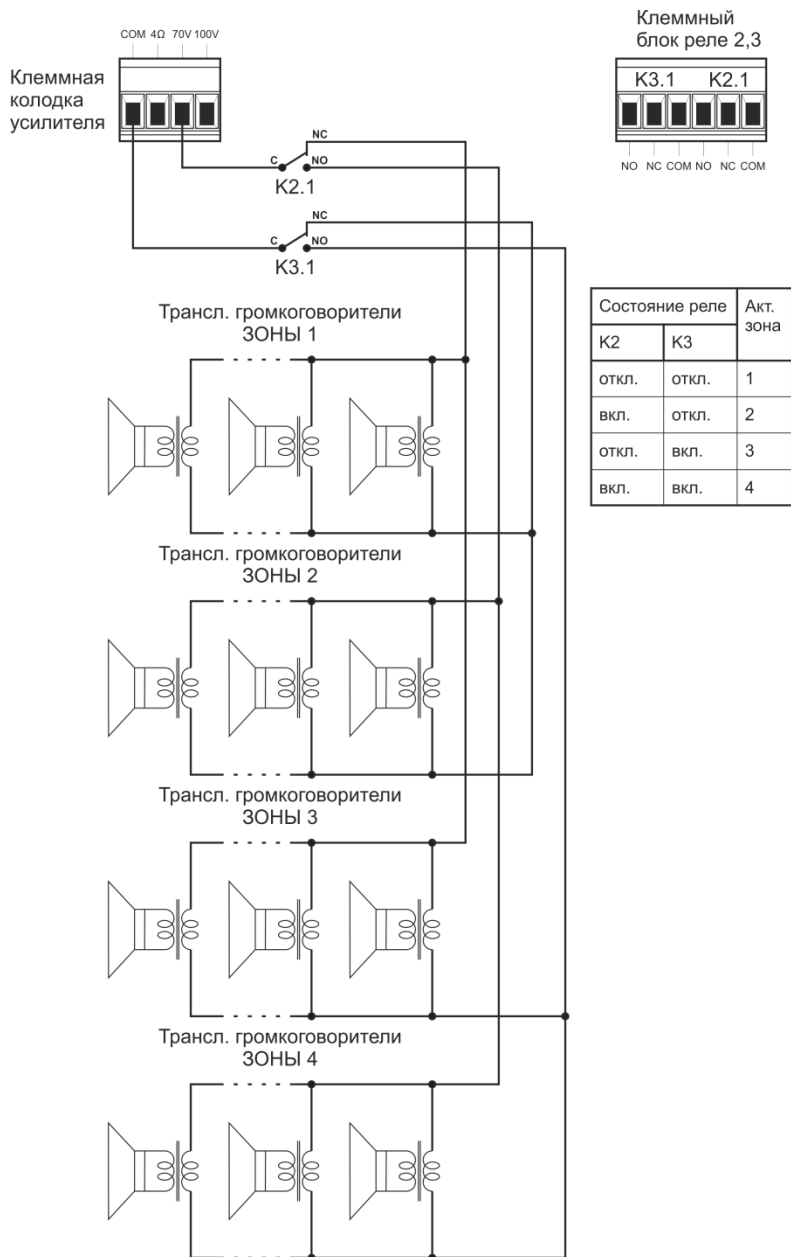 COM 4Ω 70V 100V
Клеммная
колодка
усилителя
Клеммный
блок реле 2,3
K3.1 K2.1
NO NC COM NO NC COM
NC
C NO
K2.1
NC
C NO
K3.1
Состояние реле Акт. зона
K2 K3
откл. откл. 1
вкл. откл. 2
откл. вкл. 3
вкл. вкл. 4
Трансл. громкоговорители
ЗОНЫ 1
Трансл. громкоговорители
ЗОНЫ 2
Трансл. громкоговорители
ЗОНЫ 3
Трансл. громкоговорители
ЗОНЫ 4